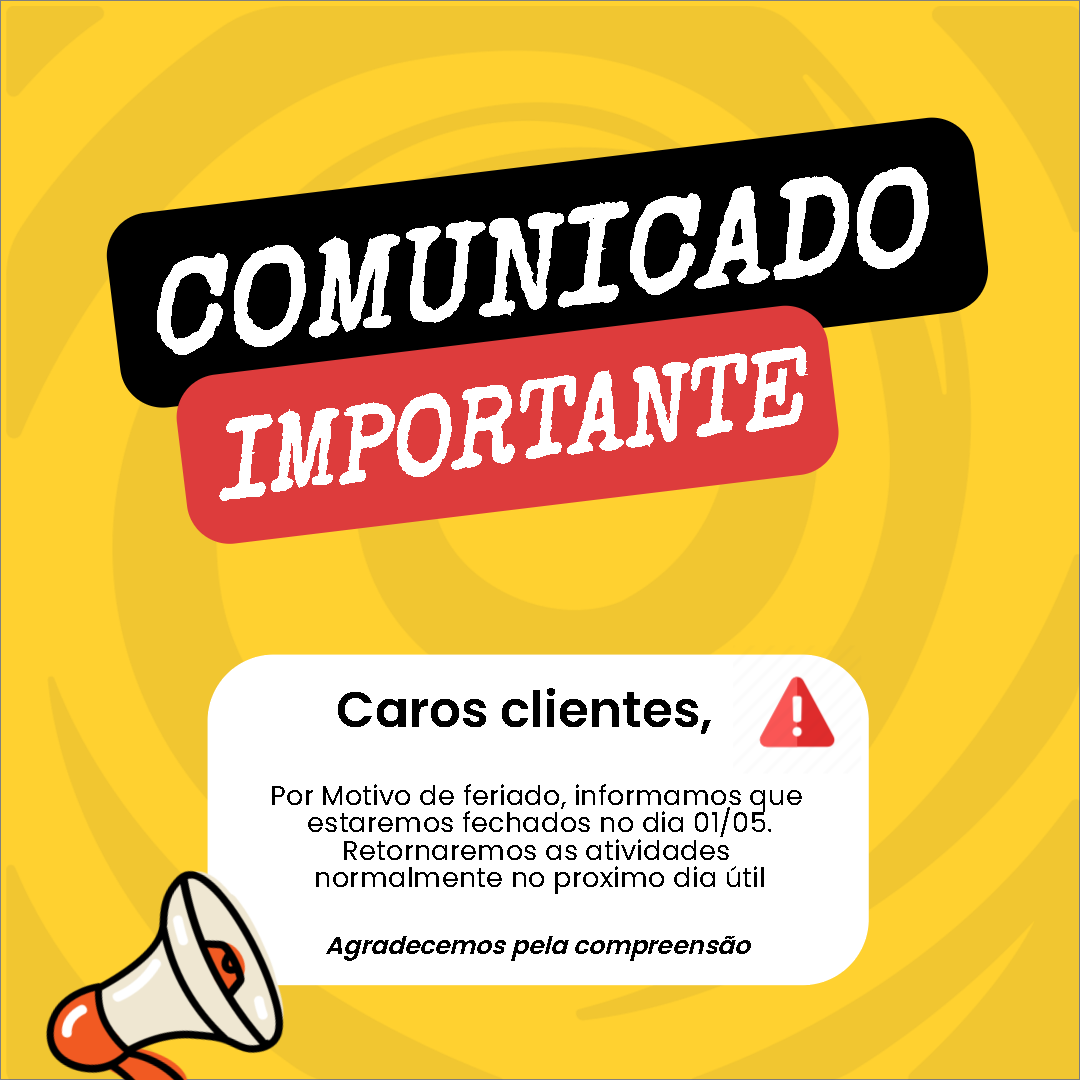 COMUNICADO
IMPORTANTE
Caros clientes,
Por Motivo de feriado, informamos que
estaremos fechados no dia 01/05.
Retornaremos as atividades
normalmente no proximo dia útil
Agradecemos pela compreensão